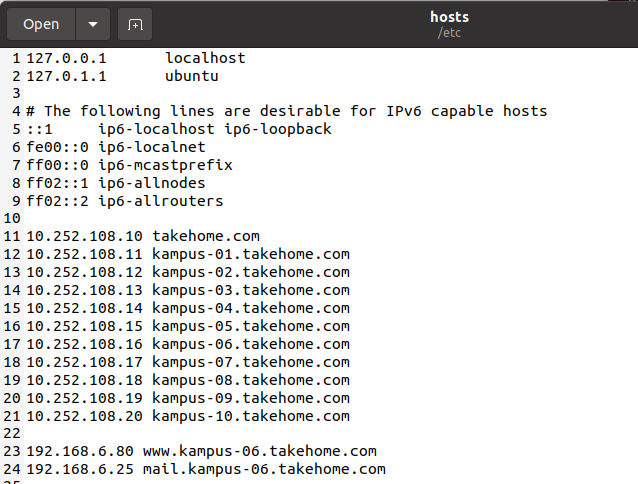 Open
hosts
/etc
1 127.0.0.1 localhost
2 127.0.1.1 ubuntu
3
4 # The following lines are desirable for IPv6 capable hosts
5 ::1 ip6-localhost ip6-loopback
6 fe00::0 ip6-localnet
7 ff00::0 ip6-mcastprefix
8 ff02::1 ip6-allnodes
9 ff02::2 ip6-allrouters
10
11 10.252.108.10 takehome.com
12 10.252.108.11 kampus-01.takehome.com
13 10.252.108.12 kampus-02.takehome.com
14 10.252.108.13 kampus-03.takehome.com
15 10.252.108.14 kampus-04.takehome.com
16 10.252.108.15 kampus-05.takehome.com
17 10.252.108.16 kampus-06.takehome.com
18 10.252.108.17 kampus-07.takehome.com
19 10.252.108.18 kampus-08.takehome.com
20 10.252.108.19 kampus-09.takehome.com
21 10.252.108.20 kampus-10.takehome.com
22
23 192.168.6.80 www.kampus-06.takehome.com
24 192.168.6.25 mail.kampus-06.takehome.com